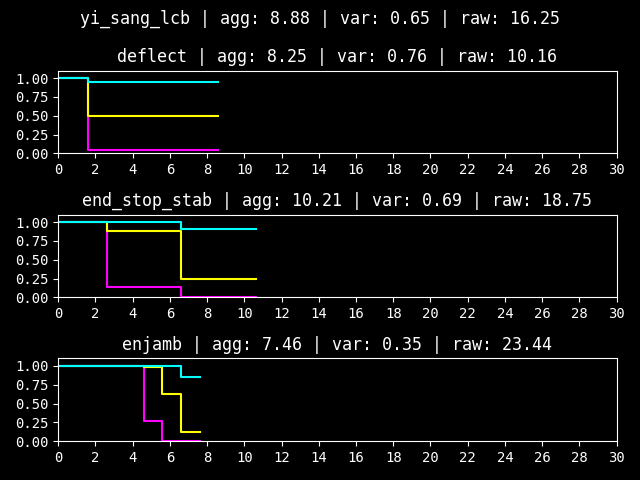 yi_sang_lcb | agg: 8.88 | var: 0.65 | raw: 16.25
deflect | agg: 8.25 | var: 0.76 | raw: 10.16
1.00
0.75
0.50
0.25
0.00
0 2 4 6 8 10 12 14 16 18 20 22 24 26 28 30
end_stop_stab | agg: 10.21 | var: 0.69 | raw: 18.75
1.00
0.75
0.50
0.25
0.00
0 2 4 6 8 10 12 14 16 18 20 22 24 26 28 30
enjamb | agg: 7.46 | var: 0.35 | raw: 23.44
1.00
0.75
0.50
0.25
0.00
0 2 4 6 8 10 12 14 16 18 20 22 24 26 28 30